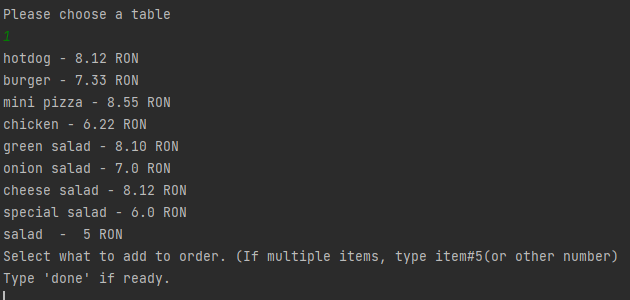 Please choose a table
1
hotdog - 8.12 RON
burger - 7.33 RON
mini pizza - 8.55 RON
chicken - 6.22 RON
green salad - 8.10 RON
onion salad - 7.0 RON
cheese salad - 8.12 RON
special salad - 6.0 RON
salad  -  5 RON
Select what to add to order. (If multiple items, type item#5(or other number)
Type 'done' if ready.